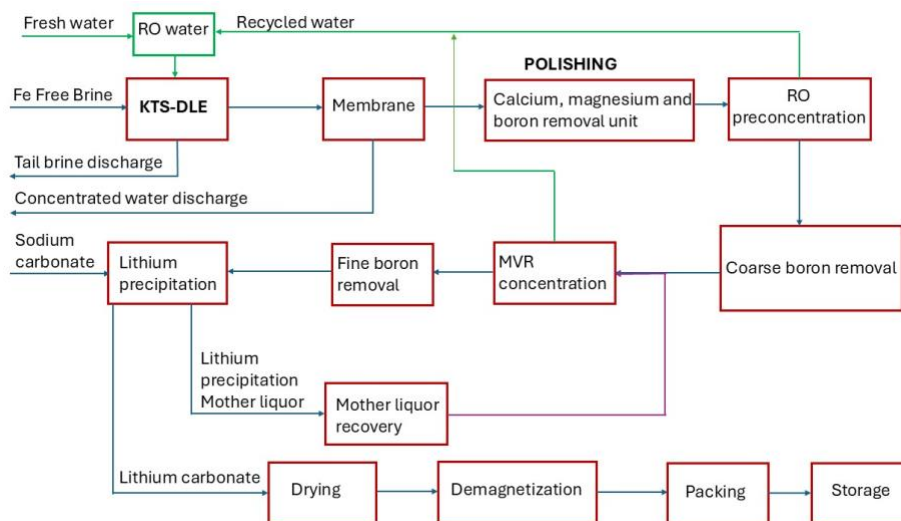 Fresh water
RO water
Recycled water
POLISHING
Fe Free Brine
KTS-DLE
Membrane
Calcium, magnesium and
boron removal unit
RO
preconcentration
Tail brine discharge
Concentrated water discharge
Sodium
carbonate
Lithium
precipitation
Fine boron
removal
MVR
concentration
Coarse boron removal
Lithium
precipitation
Mother liquor
Mother liquor
recovery
Lithium carbonate
Drying
Demagnetization
Packing
Storage